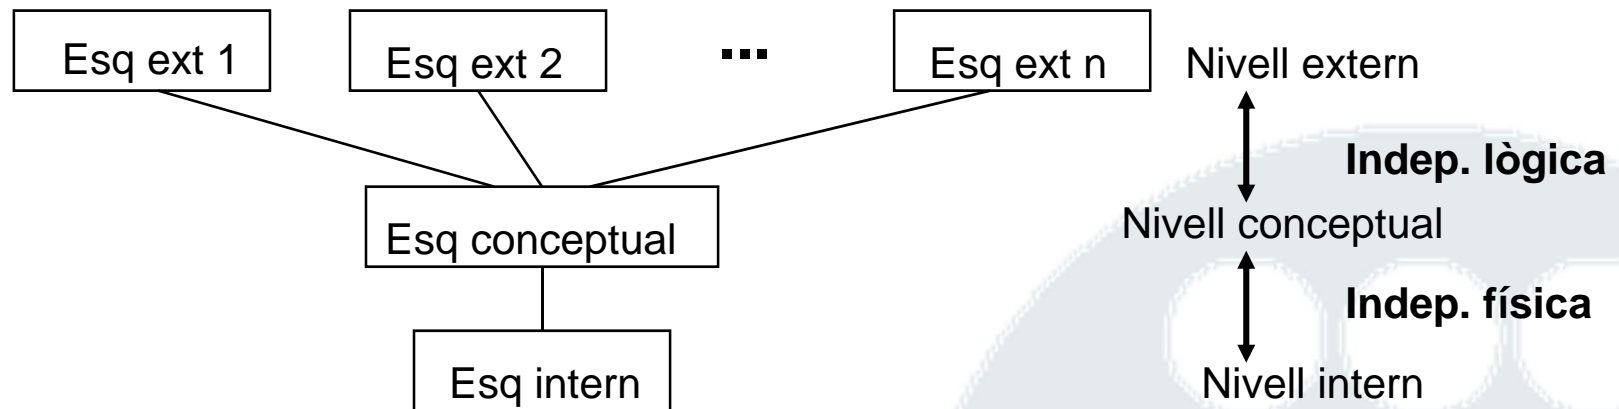 Esq ext 1 Esq ext 2 ... Esq ext n Nivell extern
Indep. lògica
Esq conceptual Nivell conceptual
Indep. física
Esq intern Nivell intern